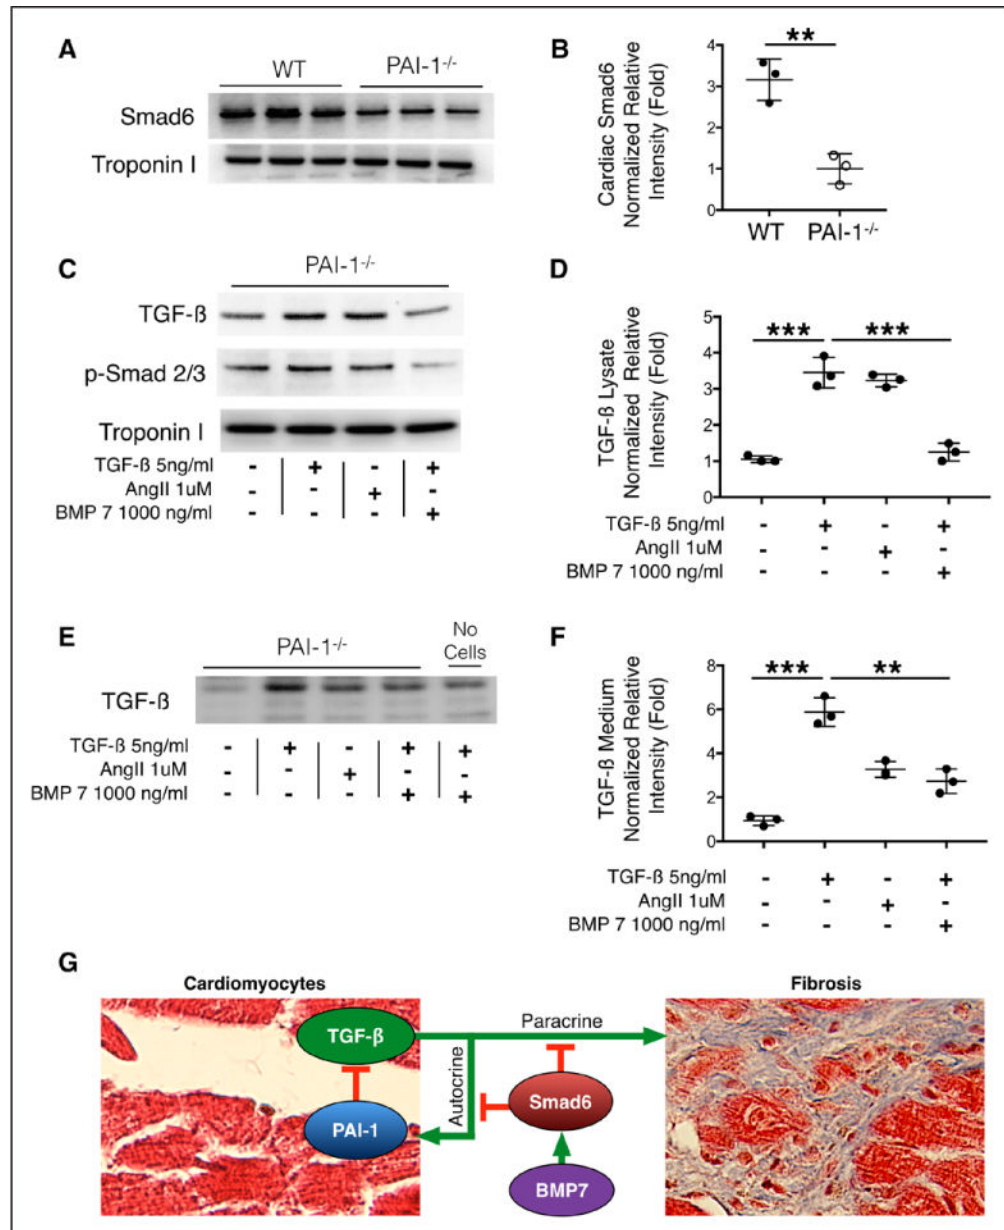 A
WT PAI-1-/-
Smad6
Troponin I
B
**
Cardiac Smad6
Normalized Relative
Intensity (Fold)
4
3
2
1
0
WT PAI-1-/-
C
PAI-1-/-
TGF-ß
p-Smad 2/3
Troponin I
TGF-ß 5ng/ml - + - +
AngII 1uM - - + -
BMP 7 1000 ng/ml - - - +
D
*** ***
TGF-ß Lysate
Normalized Relative
Intensity (Fold)
5
4
3
2
1
0
TGF-ß 5ng/ml - + - +
AngII 1uM - - + -
BMP 7 1000 ng/ml - - - +
E
PAI-1-/-
No
Cells
TGF-ß
TGF-ß 5ng/ml - + - + +
AngII 1uM - - + - -
BMP 7 1000 ng/ml - - - + +
F
*** **
TGF-ß Medium
Normalized Relative
Intensity (Fold)
8
6
4
2
0
TGF-ß 5ng/ml - + - +
AngII 1uM - - + -
BMP 7 1000 ng/ml - - - +
G
Cardiomyocytes
Fibrosis
TGF-β
Paracrine
Autocrine
Smad6
PAI-1
BMP7